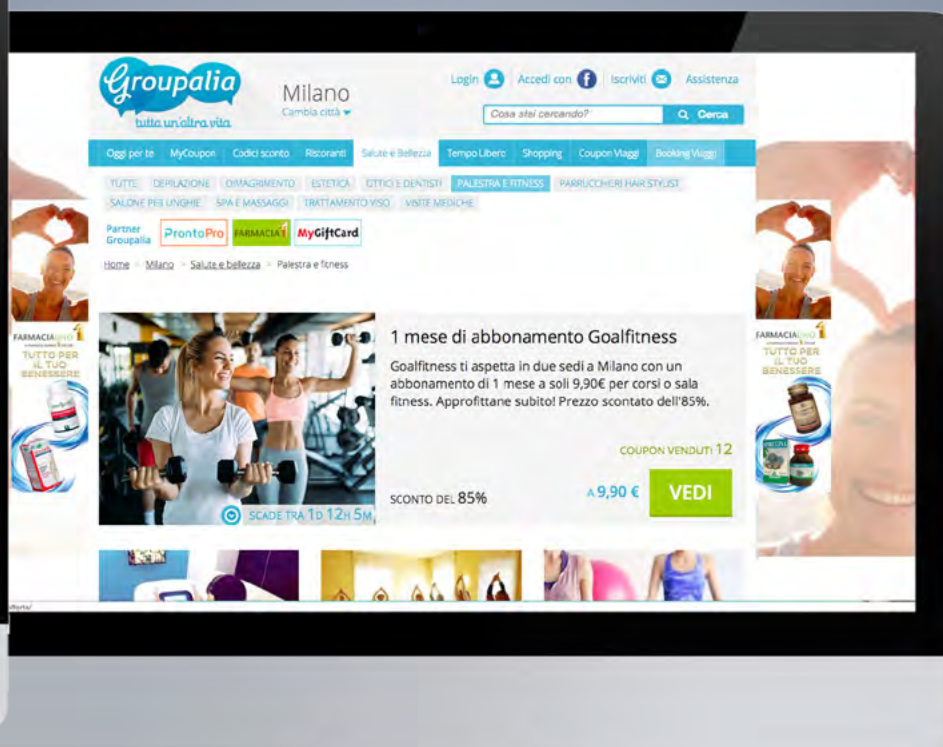 Groupalia
tutta un'altra vita
Milano
Cambia città
Login
Accedi con
Iscriviti
Assistenza
Cosa stai cercando?
Cerca
Oggi per te MyCoupon Codici sconto Ristoranti Salute e Bellezza Tempo Libero Shopping Coupon Viaggi Booking Viaggi
TUTTE DEPILAZIONE DIMAGRIMENTO ESTETICA OTTICI E DENTISTI PALESTRA E FITNESS PARRUCCHIERI HAIR STYLIST
SALONE PER UNGHIE SPA E MASSAGGI TRATTAMENTO VISO VISITE MEDICHE
Partner
Groupalia
ProntoPro
FARMACIA 1
MyGiftCard
Home Milano Salute e bellezza Palestra e fitness
1 mese di abbonamento Goalfitness
Goalfitness ti aspetta in due sedi a Milano con un
abbonamento di 1 mese a soli 9,90€ per corsi o sala
fitness. Approfittane subito! Prezzo scontato dell'85%.
COUPON VENDUTI 12
SCONTO DEL 85%
A 9,90 €
VEDI
SCADE TRA 1D 12H 5M
FARMACIAUNO 1
TUTTO PER
IL TUO
BENESSERE
FARMACIAUNO 1
TUTTO PER
IL TUO
BENESSERE